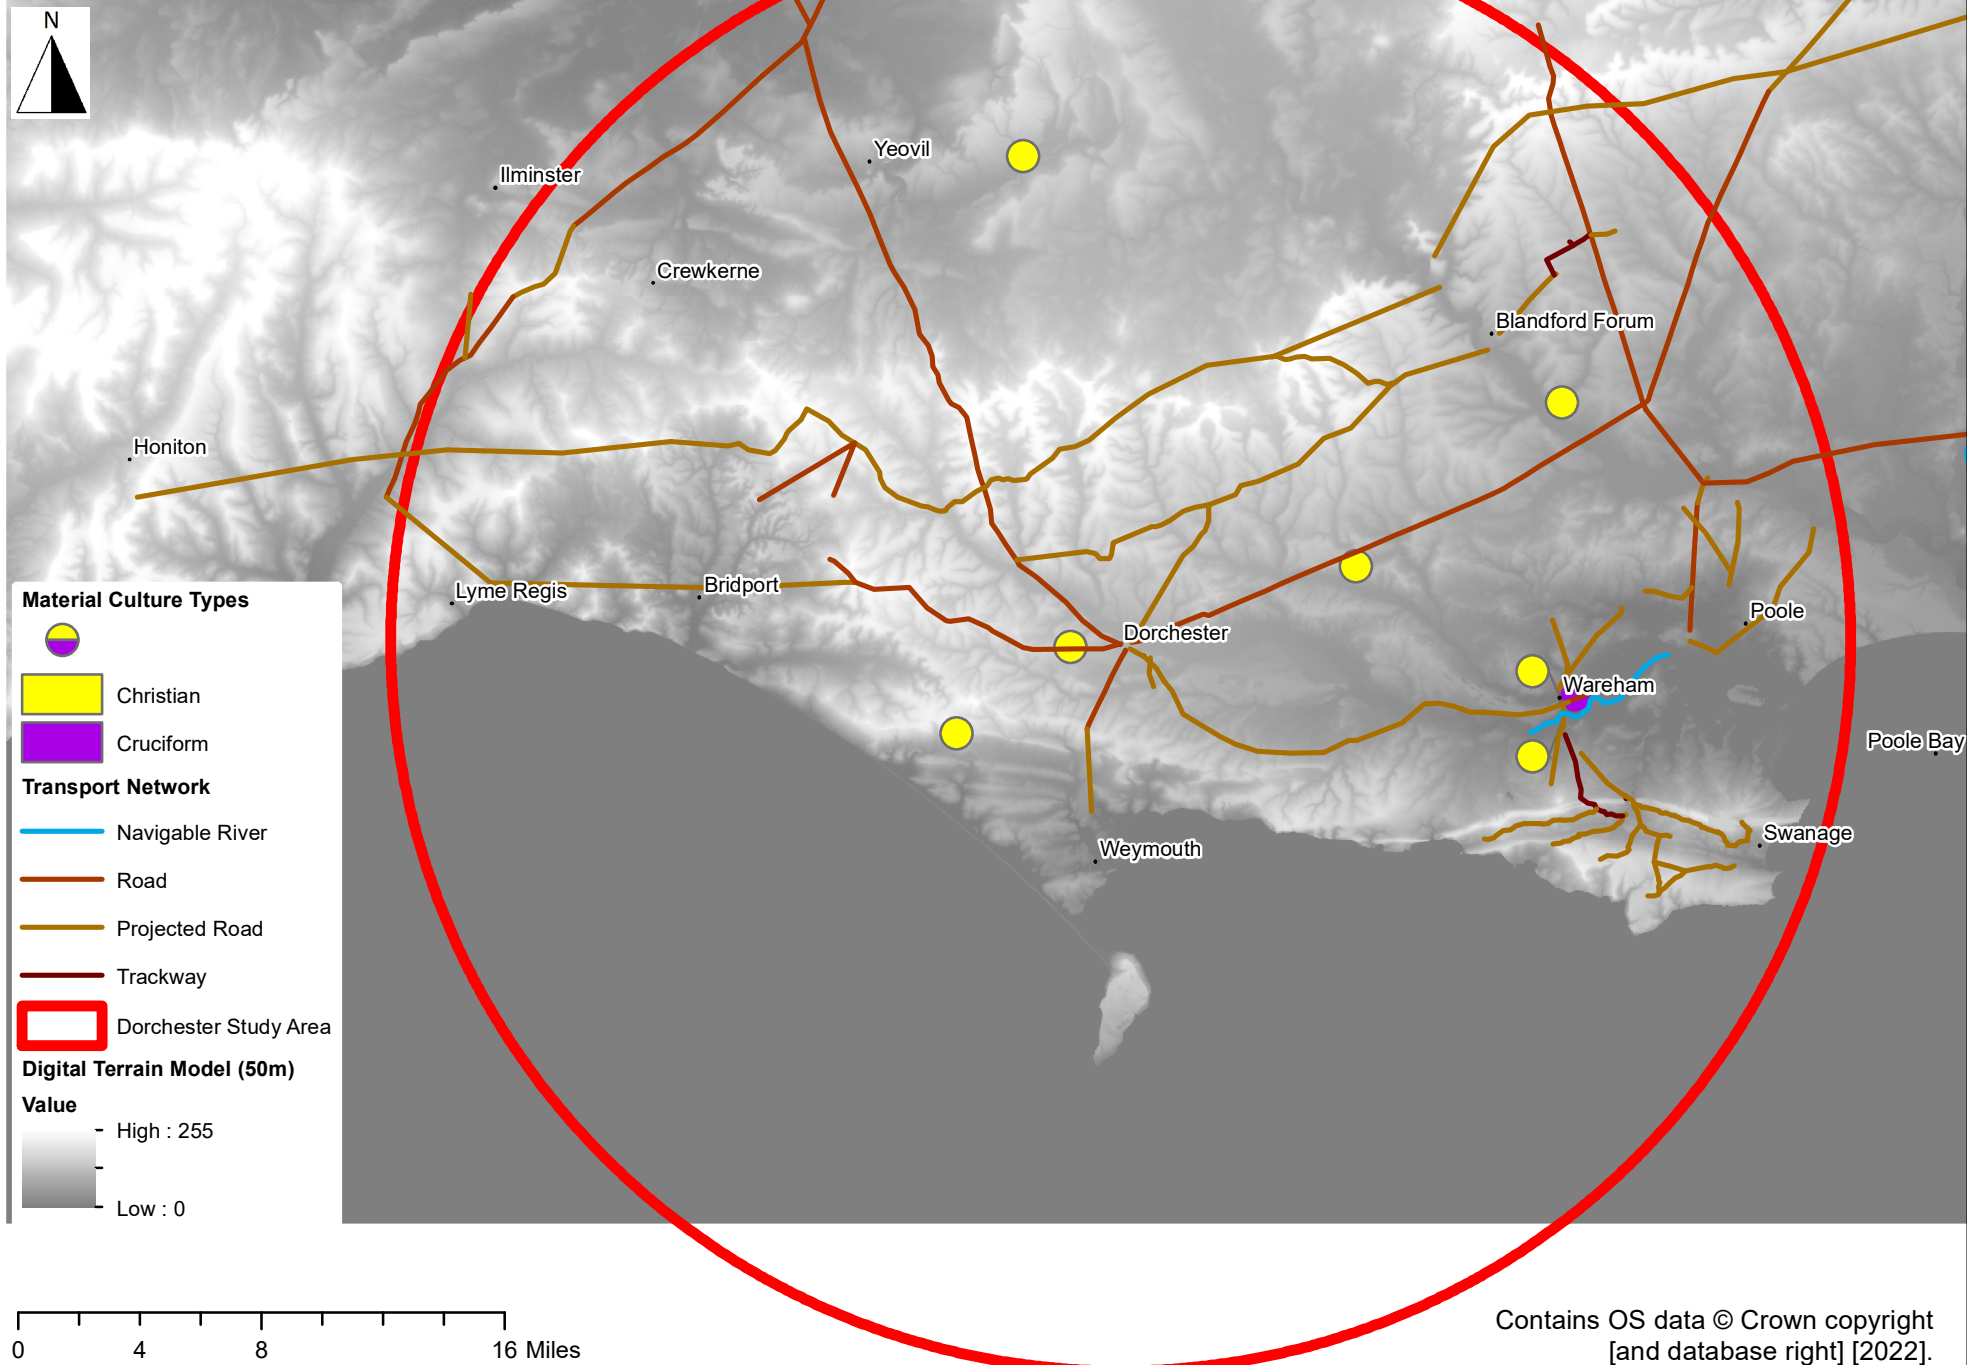 N
Yeovil
Ilminster
Crewkerne
Blandford Forum
Honiton
Lyme Regis
Bridport
Dorchester
Poole
Wareham
Poole Bay
Swanage
Weymouth
Material Culture Types
Christian
Cruciform
Transport Network
Navigable River
Road
Projected Road
Trackway
Dorchester Study Area
Digital Terrain Model (50m)
Value
High : 255
Low : 0
0 4 8 16 Miles
Contains OS data © Crown copyright
[and database right] [2022].